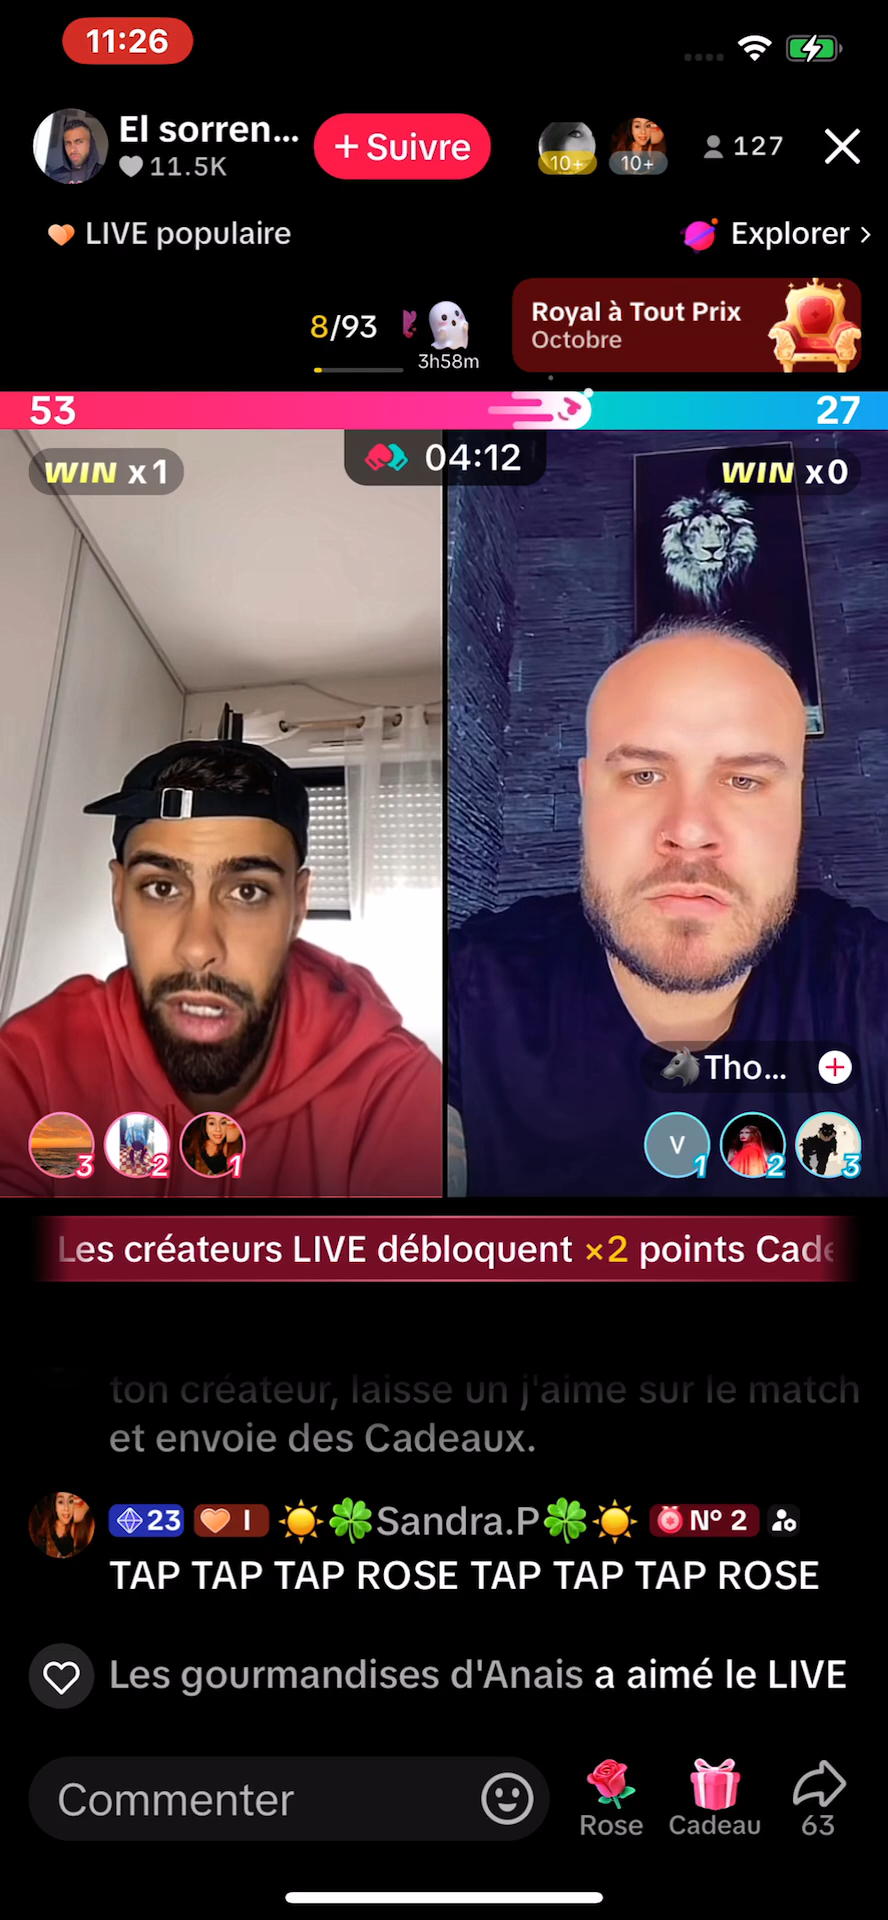 11:26
El sorren...
11.5K
+ Suivre
10+
10+
127
LIVE populaire
Explorer >
8/93
3h58m
Royal à Tout Prix
Octobre
53
27
WIN x1
04:12
WIN x0
Tho...
3
2
1
V
1
2
3
Les créateurs LIVE débloquent ×2 points Cade
ton créateur, laisse un j'aime sur le match
et envoie des Cadeaux.
23 I ☀️🍀Sandra.P🍀☀️ N° 2
TAP TAP TAP ROSE TAP TAP TAP ROSE
Les gourmandises d'Anais a aimé le LIVE
Commenter
Rose
Cadeau
63